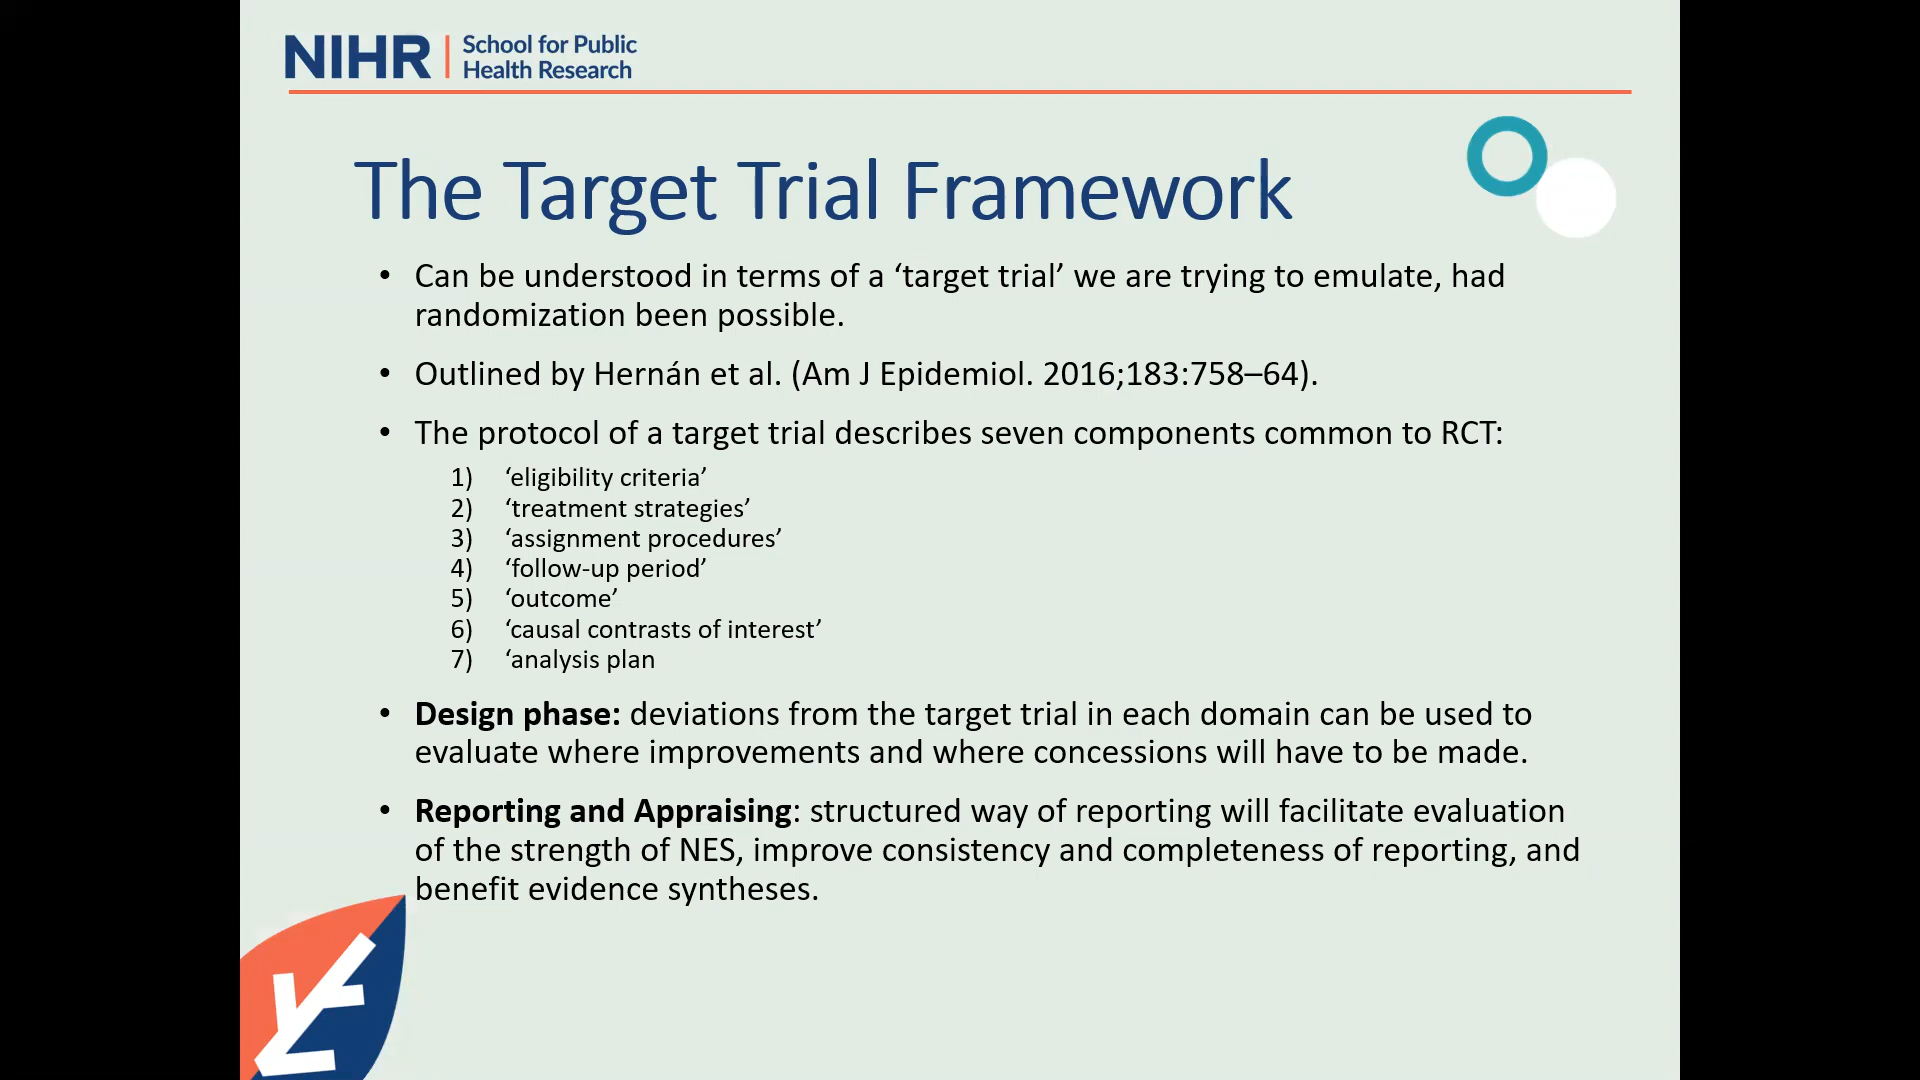 NIHR
School for Public
Health Research
The Target Trial Framework
• Can be understood in terms of a ‘target trial’ we are trying to emulate, had
randomization been possible.
• Outlined by Hernán et al. (Am J Epidemiol. 2016;183:758–64).
• The protocol of a target trial describes seven components common to RCT:
1) ‘eligibility criteria’
2) ‘treatment strategies’
3) ‘assignment procedures’
4) ‘follow-up period’
5) ‘outcome’
6) ‘causal contrasts of interest’
7) ‘analysis plan
• Design phase: deviations from the target trial in each domain can be used to
evaluate where improvements and where concessions will have to be made.
• Reporting and Appraising: structured way of reporting will facilitate evaluation
of the strength of NES, improve consistency and completeness of reporting, and
benefit evidence syntheses.